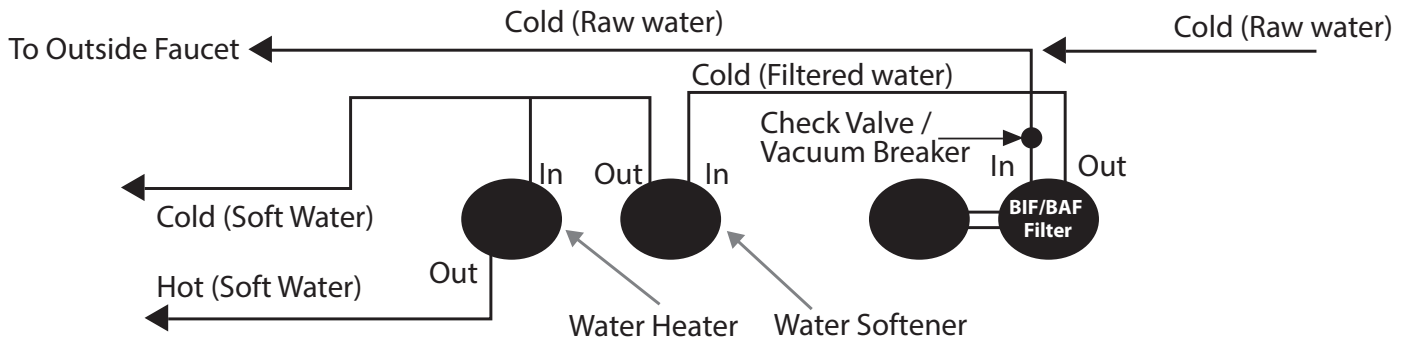 Cold (Raw water)
Cold (Raw water)
To Outside Faucet
Cold (Filtered water)
Check Valve /
Vacuum Breaker
In
Out
In
Out
In
BIF/BAF
Filter
Cold (Soft Water)
Out
Hot (Soft Water)
Water Heater
Water Softener